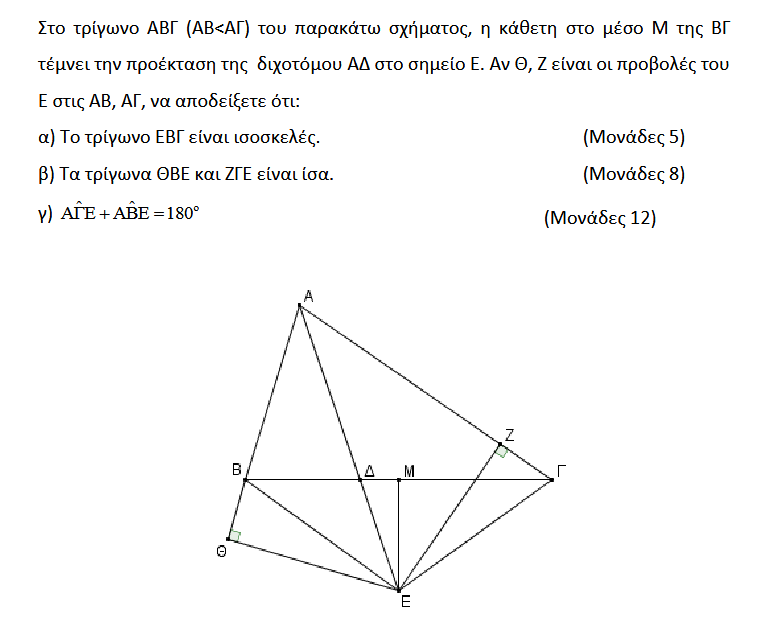 Στο τρίγωνο ΑΒΓ (ΑΒ<ΑΓ) του παρακάτω σχήματος, η κάθετη στο μέσο Μ της ΒΓ
τέμνει την προέκταση της διχοτόμου ΑΔ στο σημείο Ε. Αν Θ, Ζ είναι οι προβολές του
Ε στις ΑΒ, ΑΓ, να αποδείξετε ότι:
α) Το τρίγωνο ΕΒΓ είναι ισοσκελές. (Μονάδες 5)
β) Τα τρίγωνα ΘΒΕ και ΖΓΕ είναι ίσα. (Μονάδες 8)
γ) ΑΓ̂Ε + ΑΒ̂Ε = 180° (Μονάδες 12)
Α
Ζ
Β Δ Μ Γ
Θ
Ε